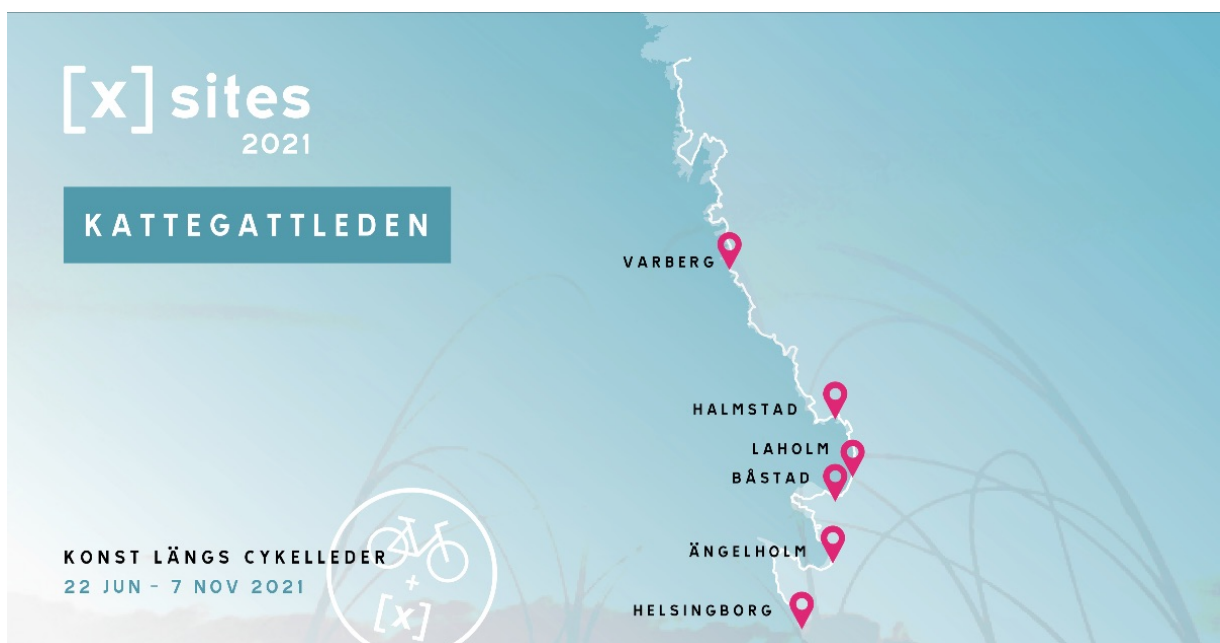 [x] sites
2021
KATTEGATTLEDEN
VARBERG
HALMSTAD
LAHOLM
BÅSTAD
ÄNGELHOLM
HELSINGBORG
KONST LÄNGS CYKELLEDER
22 JUN - 7 NOV 2021
+
[x]